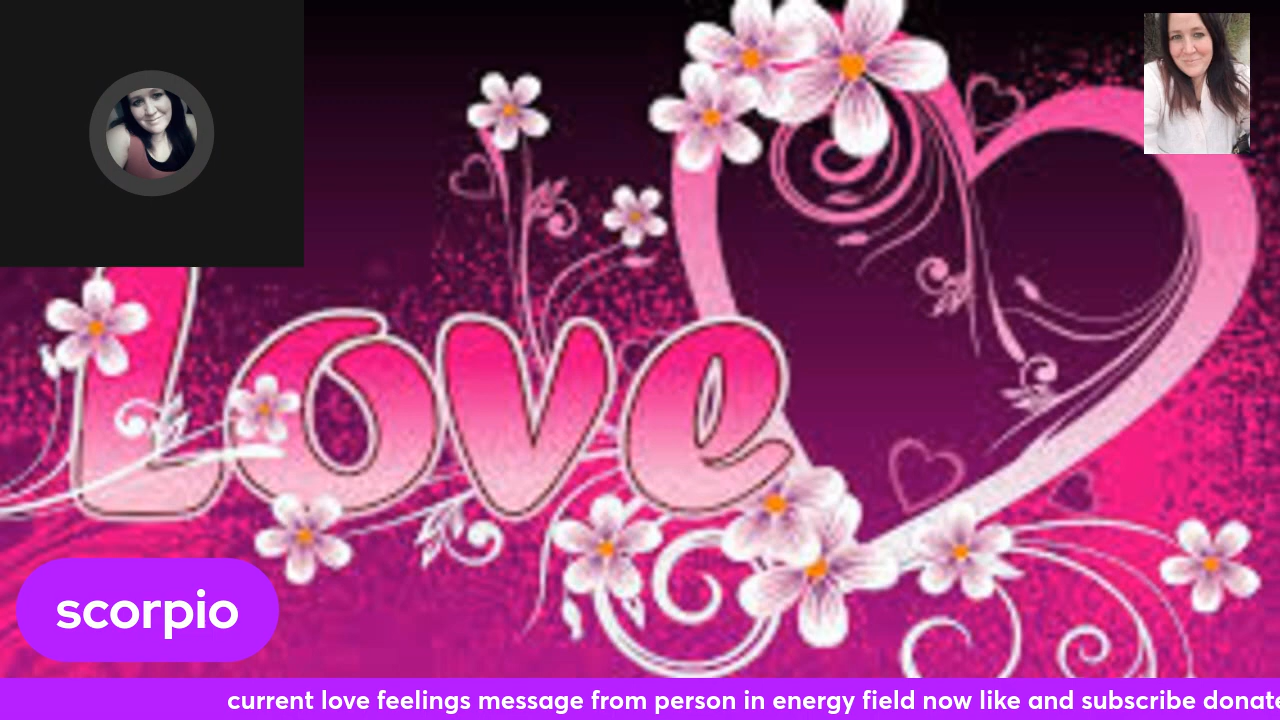 Love
scorpio
current love feelings message from person in energy field now like and subscribe donate